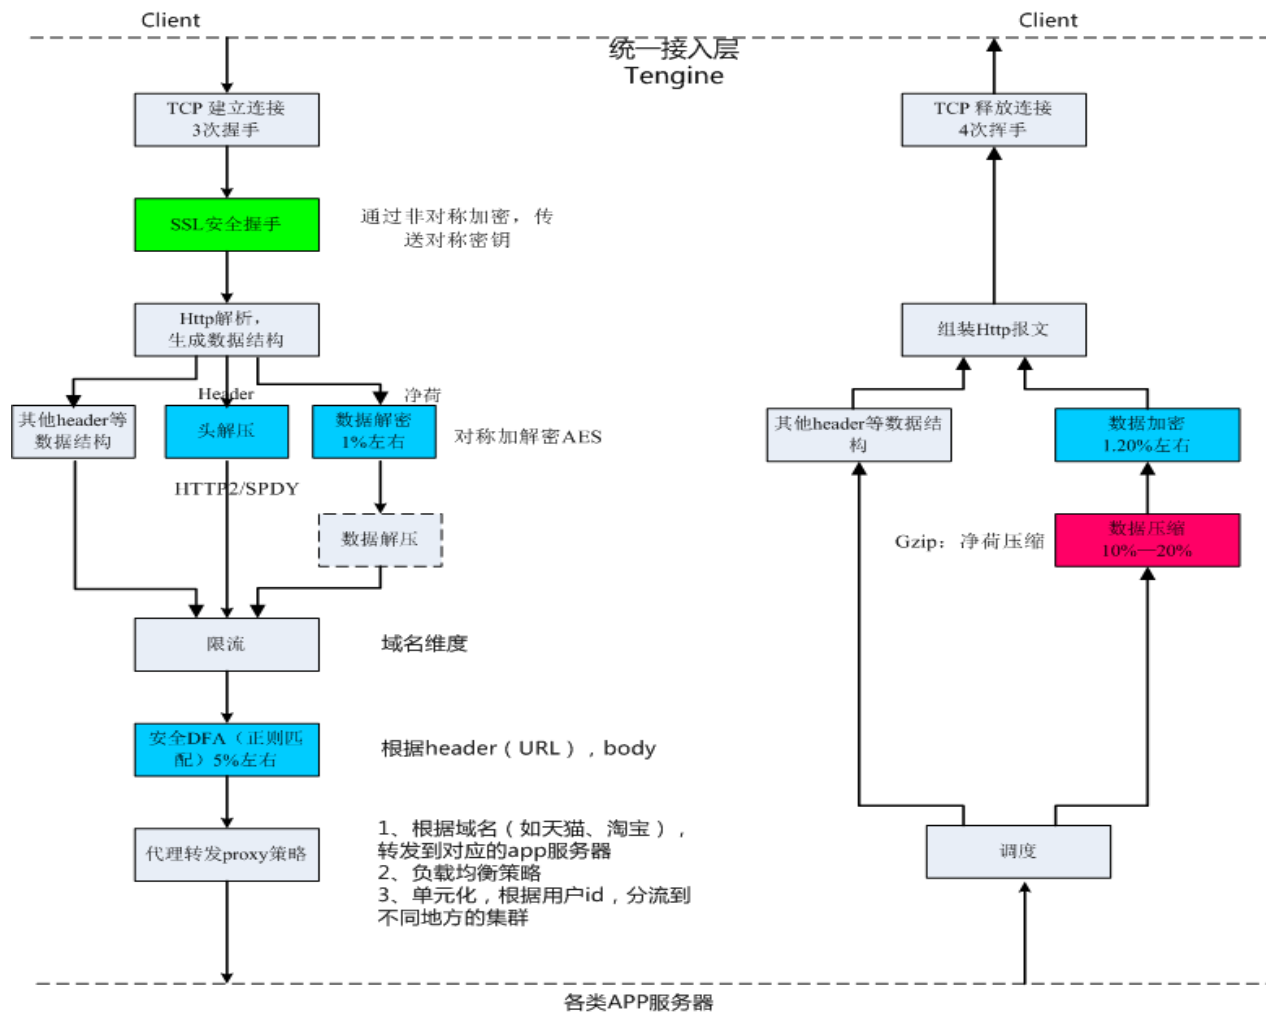 Client
Client
统一接入层
Tengine
TCP 建立连接
3次握手
TCP 释放连接
4次挥手
SSL安全握手
通过非对称加密，传
送对称密钥
Http解析，
生成数据结构
组装Http报文
Header
净荷
其他header等
数据结构
头解压
数据解密
1%左右
对称加解密AES
其他header等数据结
构
数据加密
1.20%左右
HTTP2/SPDY
数据解压
Gzip：净荷压缩
数据压缩
10%—20%
限流
域名维度
安全DFA（正则匹
配）5%左右
根据header（URL），body
代理转发proxy策略
1、根据域名（如天猫、淘宝），
转发到对应的app服务器
2、负载均衡策略
3、单元化，根据用户id，分流到
不同地方的集群
调度
各类APP服务器